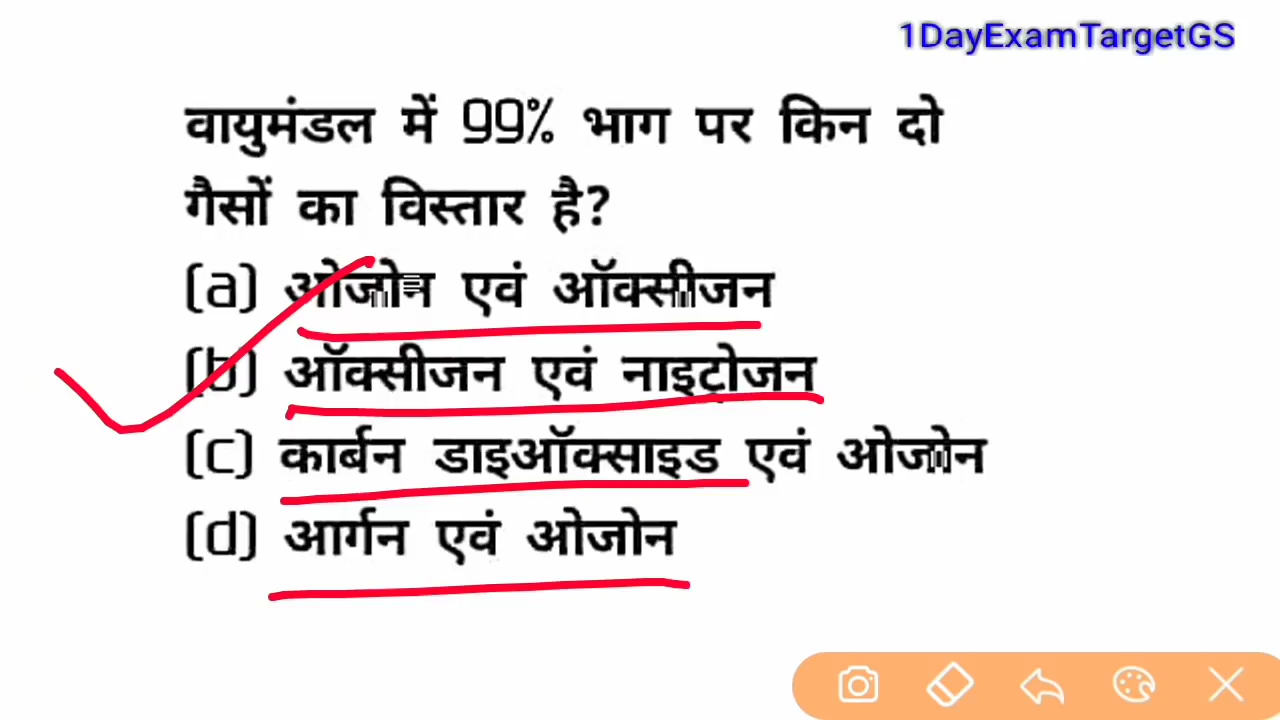 1DayExamTargetGS
वायुमंडल में 99% भाग पर किन दो
गैसों का विस्तार है?
(a) ओजोन एवं ऑक्सीजन
(b) ऑक्सीजन एवं नाइट्रोजन
(c) कार्बन डाइऑक्साइड एवं ओजोन
(d) आर्गन एवं ओजोन